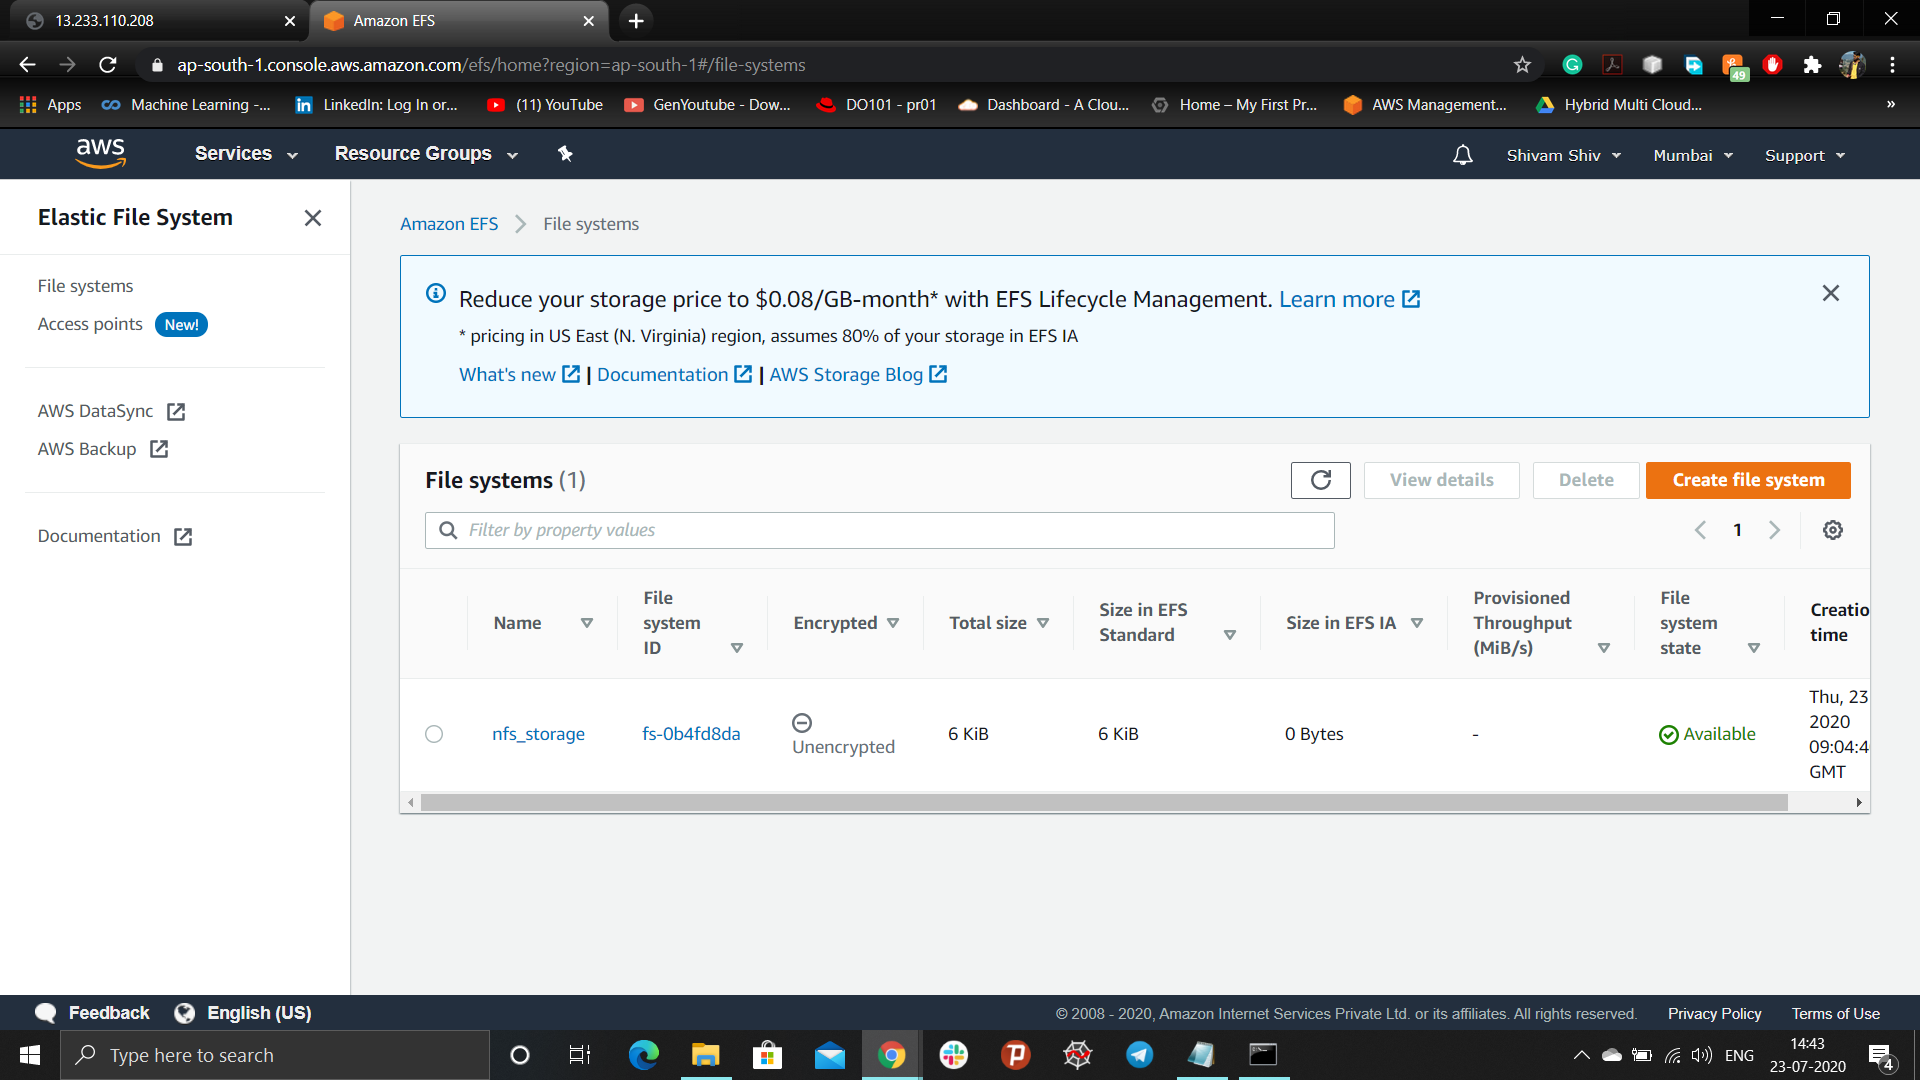 13.233.110.208
Amazon EFS
ap-south-1.console.aws.amazon.com/efs/home?region=ap-south-1#/file-systems
49
Apps
Machine Learning -...
LinkedIn: Log In or...
(11) YouTube
GenYoutube - Dow...
DO101 - pr01
Dashboard - A Clou...
Home – My First Pr...
AWS Management...
Hybrid Multi Cloud...
»
aws
Services
Resource Groups
Shivam Shiv
Mumbai
Support
Elastic File System
File systems
Access points New!
AWS DataSync
AWS Backup
Documentation
Amazon EFS
File systems
Reduce your storage price to $0.08/GB-month* with EFS Lifecycle Management. Learn more
* pricing in US East (N. Virginia) region, assumes 80% of your storage in EFS IA
What's new | Documentation | AWS Storage Blog
File systems (1)
View details
Delete
Create file system
Filter by property values
1
Name
File
system
ID
Encrypted
Total size
Size in EFS
Standard
Size in EFS IA
Provisioned
Throughput
(MiB/s)
File
system
state
Creatio
time
nfs_storage
fs-0b4fd8da
Unencrypted
6 KiB
6 KiB
0 Bytes
-
Available
Thu, 23
2020
09:04:4
GMT
Feedback
English (US)
© 2008 - 2020, Amazon Internet Services Private Ltd. or its affiliates. All rights reserved.
Privacy Policy
Terms of Use
Type here to search
ENG
14:43
23-07-2020
4